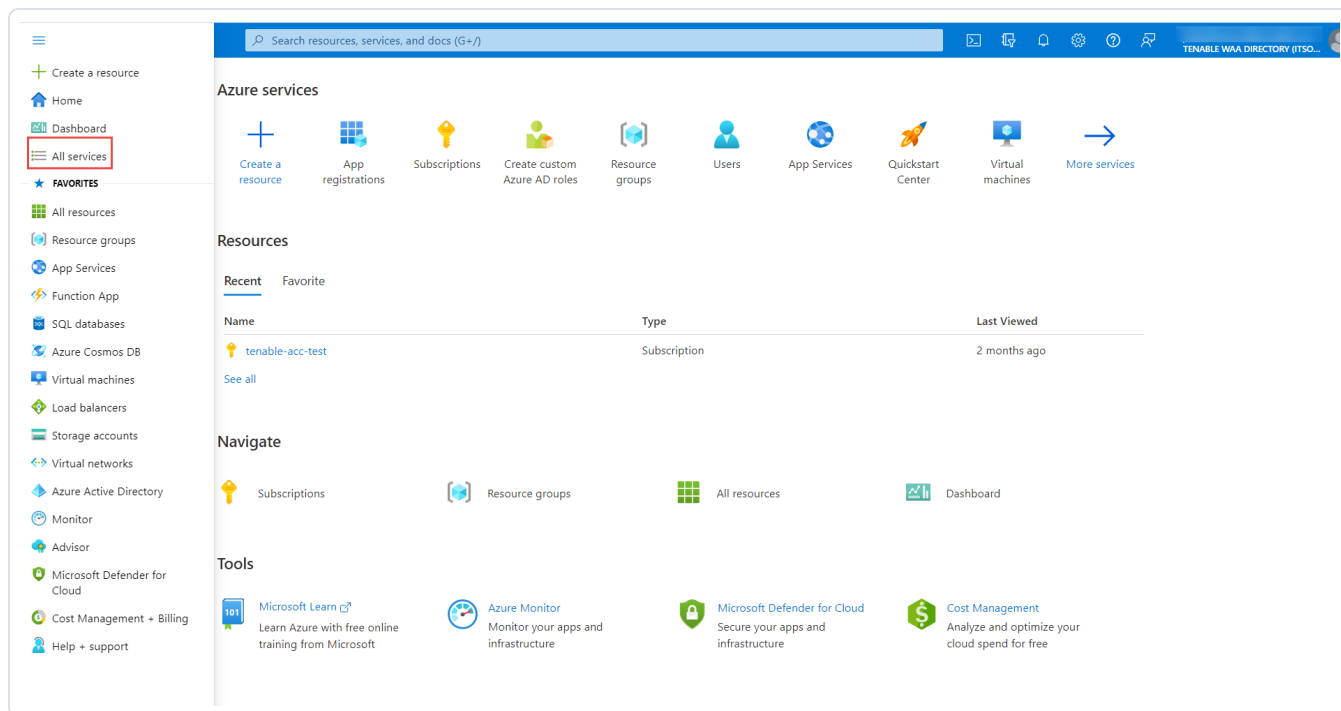 Search resources, services, and docs (G+/)
TENABLE WAA DIRECTORY (ITSO...
Create a resource
Home
Dashboard
All services
FAVORITES
All resources
Resource groups
App Services
Function App
SQL databases
Azure Cosmos DB
Virtual machines
Load balancers
Storage accounts
Virtual networks
Azure Active Directory
Monitor
Advisor
Microsoft Defender for
Cloud
Cost Management + Billing
Help + support
Azure services
Create a
resource
App
registrations
Subscriptions
Create custom
Azure AD roles
Resource
groups
Users
App Services
Quickstart
Center
Virtual
machines
More services
Resources
Recent Favorite
Name Type Last Viewed
tenable-acc-test Subscription 2 months ago
See all
Navigate
Subscriptions Resource groups All resources Dashboard
Tools
101
Microsoft Learn
Learn Azure with free online
training from Microsoft
Azure Monitor
Monitor your apps and
infrastructure
Microsoft Defender for Cloud
Secure your apps and
infrastructure
Cost Management
Analyze and optimize your
cloud spend for free